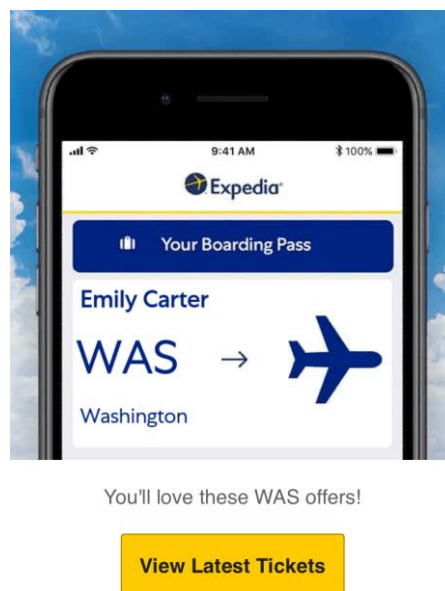 9:41 AM
100%
Expedia®
Your Boarding Pass
Emily Carter
WAS →
Washington
You'll love these WAS offers!
View Latest Tickets